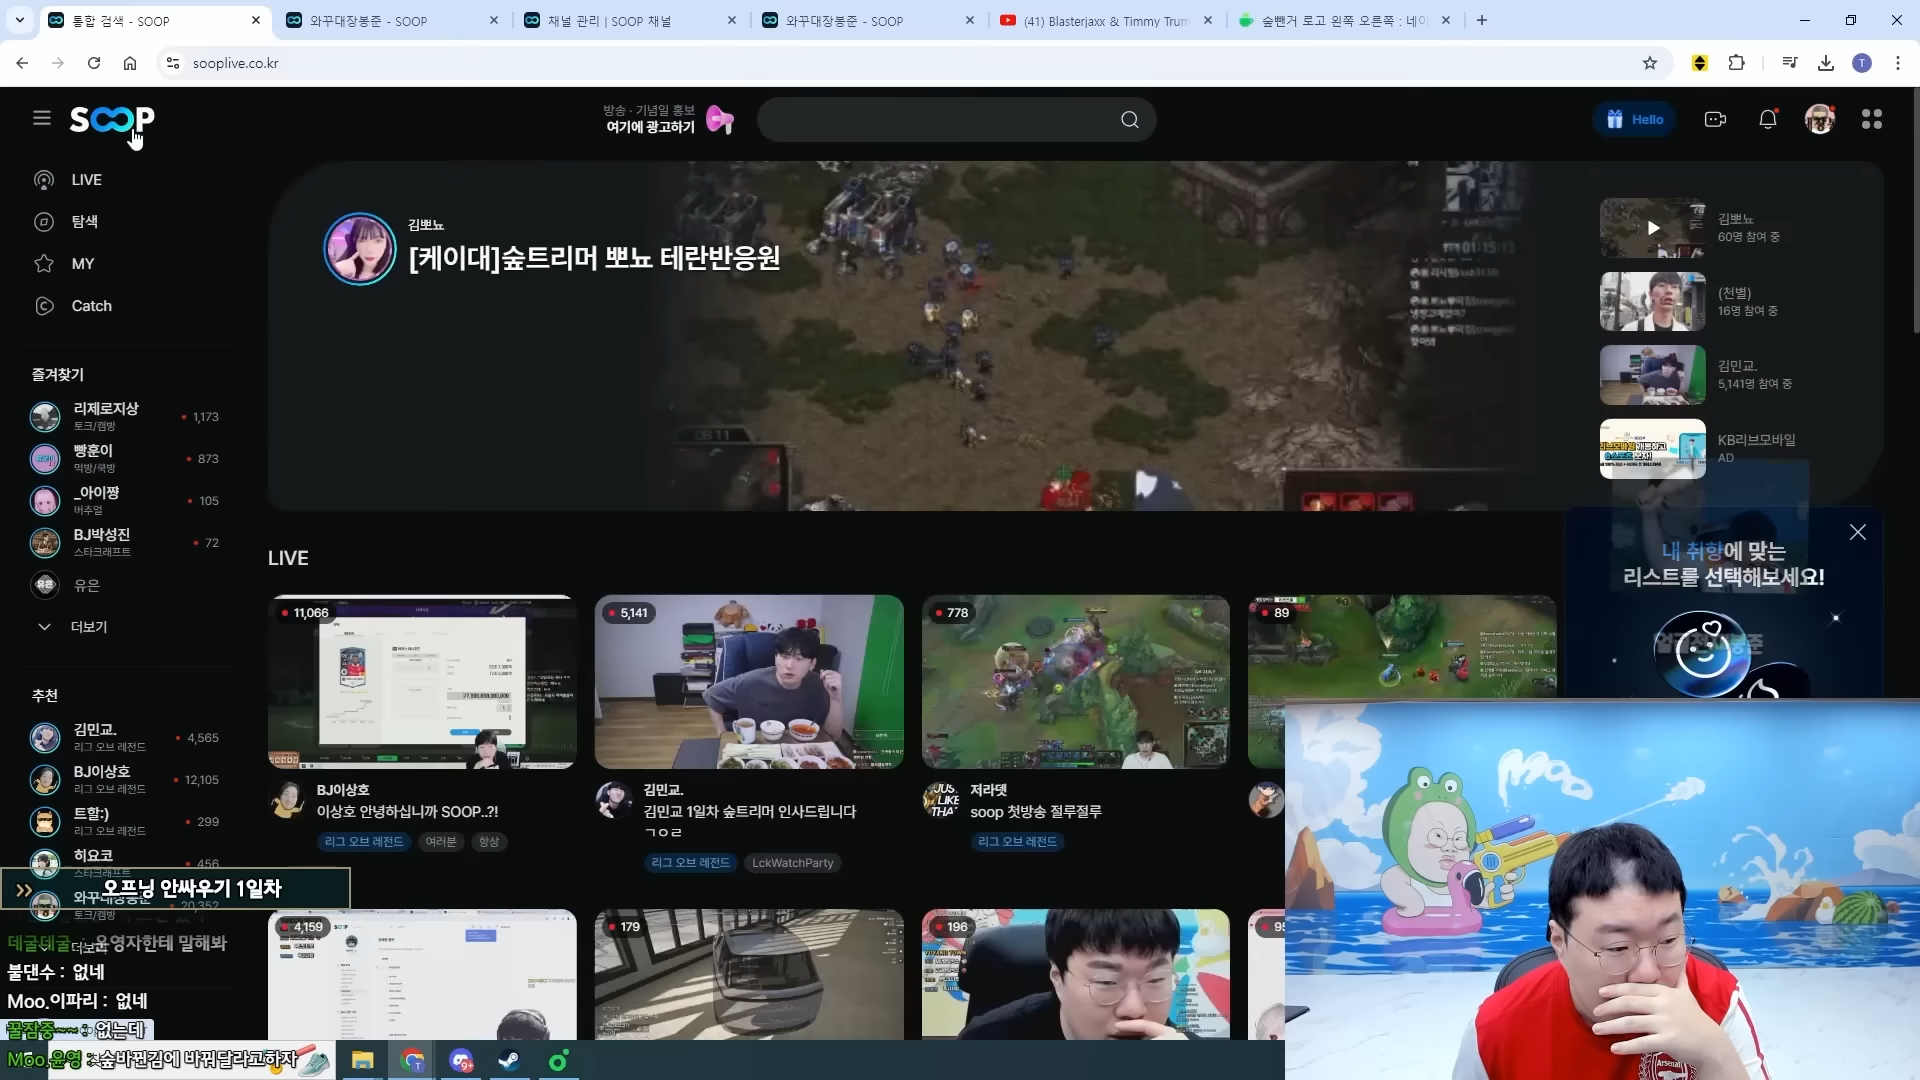 통합 검색 - SOOP
와꾸대장봉준 - SOOP
채널 관리 | SOOP 채널
와꾸대장봉준 - SOOP
(41) Blasterjaxx & Timmy Trum
숲뺀거 로고 왼쪽 오른쪽 : 네이
sooplive.co.kr
T
SOOP
방송 · 기념일 홍보
여기에 광고하기
Hello
LIVE
탐색
MY
Catch
김뽀뇨
[케이대]숲트리머 뽀뇨 테란반응원
김뽀뇨
60명 참여 중
(천별)
16명 참여 중
김민교.
5,141명 참여 중
KB리브모바일
AD
즐겨찾기
리제로지상
토크/캠방
1,173
빵훈이
먹방/쿡방
873
_아이쨩
버추얼
105
BJ박성진
스타크래프트
72
유은
더보기
LIVE
내 취향에 맞는
리스트를 선택해보세요!
11,066
5,141
778
89
BJ이상호
이상호 안녕하십니까 SOOP..?!
리그 오브 레전드
여러분
항상
김민교.
김민교 1일차 숲트리머 인사드립니다
ㄱㅇㄹ
리그 오브 레전드
LckWatchParty
저라뎃
soop 첫방송 절루절루
리그 오브 레전드
추천
김민교.
리그 오브 레전드
4,565
BJ이상호
리그 오브 레전드
12,105
트할:)
리그 오브 레전드
299
히요코
스타크래프트
456
와꾸대장봉준
토크/캠방
20,352
더보기
오프닝 안싸우기 1일차
4,159
179
196
Moo
데굴데굴 : 운영자한테 말해봐
불댄수 : 없네
Moo.이파리 : 없네
꿀잠중~~ : 없는데
Moo.윤영 : 숲바뀐김에 바꿔달라고하자
Arsenal